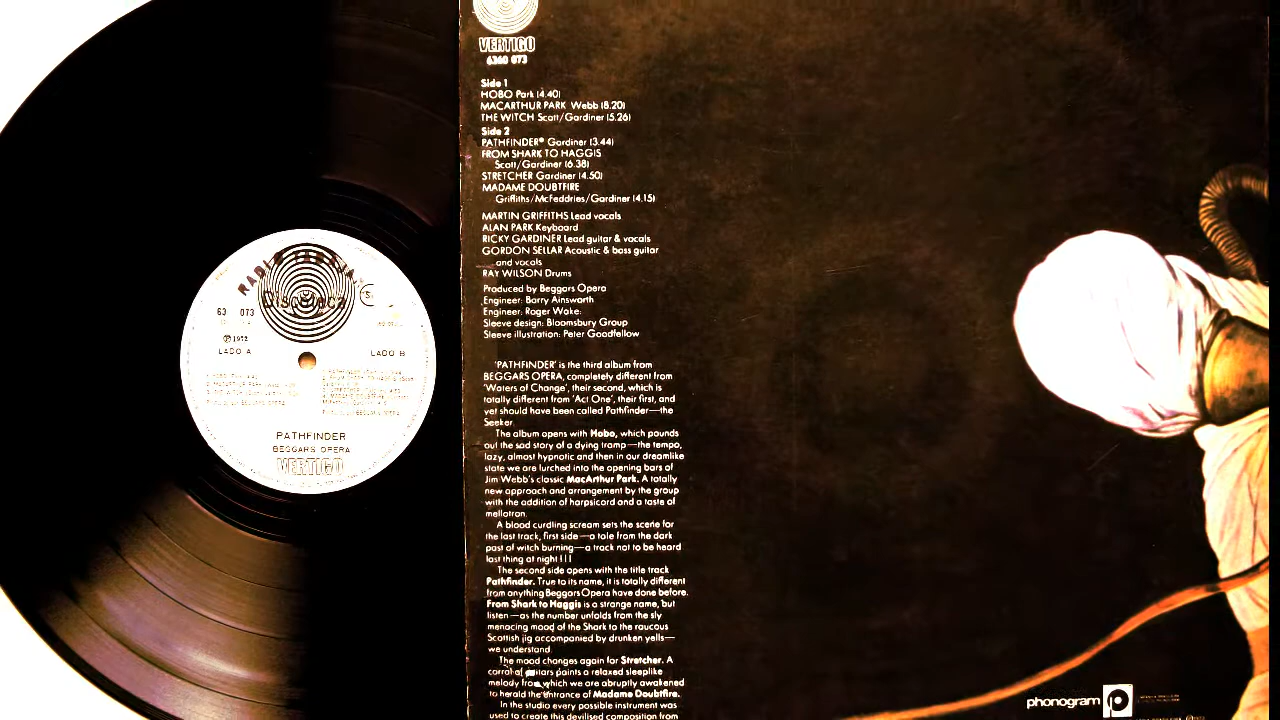 Discoteca
63 073
Ⓟ1972
LADO A
LADO B
PATHFINDER
BEGGARS OPERA
VERTIGO
VERTIGO
6360 073
Side 1
HOBO Park (4.40)
MACARTHUR PARK Webb (8.20)
THE WITCH Scott/Gardiner (5.26)
Side 2
PATHFINDER® Gardiner (3.44)
FROM SHARK TO HAGGIS
Scott/Gardiner (6.38)
STRETCHER Gardiner (4.50)
MADAME DOUBTFIRE
Griffiths/McFeddries/Gardiner (4.15)
MARTIN GRIFFITHS Lead vocals
ALAN PARK Keyboard
RICKY GARDINER Lead guitar & vocals
GORDON SELLAR Acoustic & bass guitar
and vocals
RAY WILSON Drums
Produced by Beggars Opera
Engineer: Barry Ainsworth
Engineer: Roger Wake:
Sleeve design: Bloomsbury Group
Sleeve illustration: Peter Goodfellow
'PATHFINDER' is the third album from
BEGGARS OPERA, completely different from
'Waters of Change', their second, which is
totally different from 'Act One', their first, and
yet should have been called Pathfinder—the
Seeker.
The album opens with Hobo, which pounds
out the sad story of a dying tramp—the tempo,
lazy, almost hypnotic and then in our dreamlike
state we are lurched into the opening bars of
Jim Webb's classic MacArthur Park. A totally
new approach and arrangement by the group
with the addition of harpsicord and a taste of
mellotron.
A blood curdling scream sets the scene for
the last track, first side—a tale from the dark
past of witch burning—a track not to be heard
last thing at night!!!
The second side opens with the title track
Pathfinder. True to its name, it is totally different
from anything Beggars Opera have done before.
From Shark to Haggis is a strange name, but
listen—as the number unfolds from the sly
menacing mood of the Shark to the raucous
Scottish jig accompanied by drunken yells—
we understand.
The mood changes again for Stretcher. A
corral of guitars paints a relaxed sleeplike
melody from which we are abruptly awakened
to herald the entrance of Madame Doubtfire.
In the studio every possible instrument was
used to create this devilised composition from
phonogram